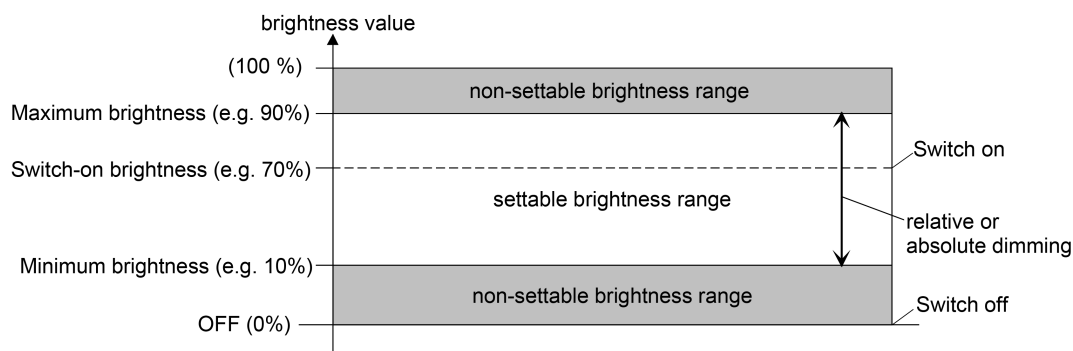 brightness value
(100 %)
non-settable brightness range
Maximum brightness (e.g. 90%)
Switch on
Switch-on brightness (e.g. 70%)
settable brightness range
relative or
absolute dimming
Minimum brightness (e.g. 10%)
non-settable brightness range
Switch off
OFF (0%)